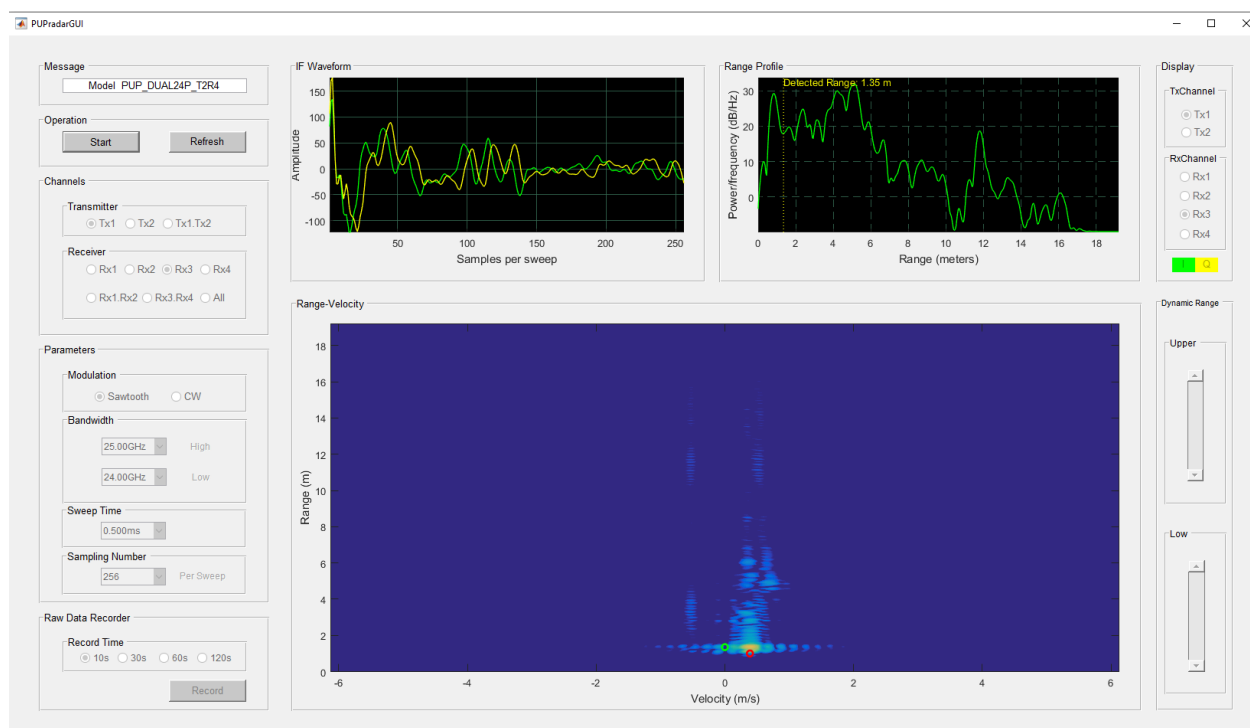 PUPradarGUI
Message
Model PUP_DUAL24P_T2R4
Operation
Start Refresh
Channels
Transmitter
Tx1 Tx2 Tx1.Tx2
Receiver
Rx1 Rx2 Rx3 Rx4
Rx1.Rx2 Rx3.Rx4 All
Parameters
Modulation
Sawtooth CW
Bandwidth
25.00GHz High
24.00GHz Low
Sweep Time
0.500ms
Sampling Number
256 Per Sweep
Raw Data Recorder
Record Time
10s 30s 60s 120s
Record
IF Waveform
Amplitude
150
100
50
0
-50
-100
50 100 150 200 250
Samples per sweep
Range Profile
Detected Range: 1.35 m
Power/frequency (dB/Hz)
30
20
10
0
0 2 4 6 8 10 12 14 16 18
Range (meters)
Range-Velocity
Range (m)
18
16
14
12
10
8
6
4
2
0
-6 -4 -2 0 2 4 6
Velocity (m/s)
Display
TxChannel
Tx1
Tx2
RxChannel
Rx1
Rx2
Rx3
Rx4
I Q
Dynamic Range
Upper
Low